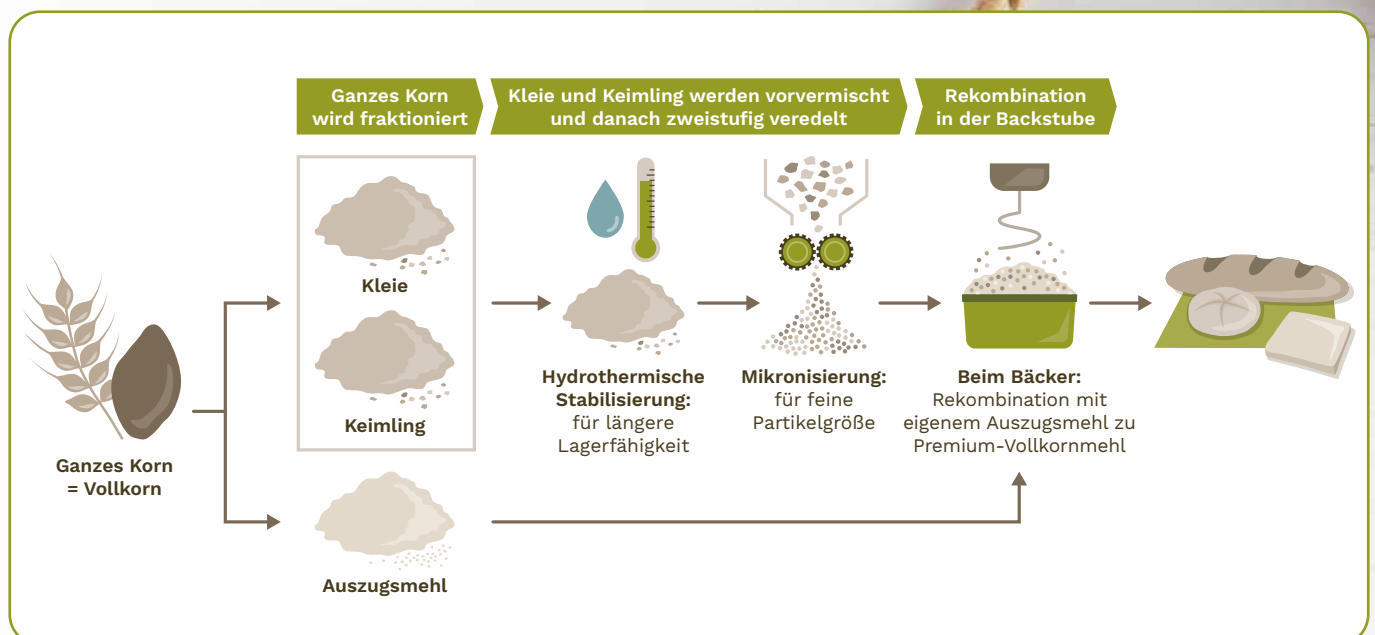 Ganzes Korn
wird fraktioniert
Kleie und Keimling werden vorvermischt
und danach zweistufig veredelt
Rekombination
in der Backstube
Kleie
Keimling
Ganzes Korn
= Vollkorn
Hydrothermische
Stabilisierung:
für längere
Lagerfähigkeit
Mikronisierung:
für feine
Partikelgröße
Beim Bäcker:
Rekombination mit
eigenem Auszugsmehl zu
Premium-Vollkornmehl
Auszugsmehl